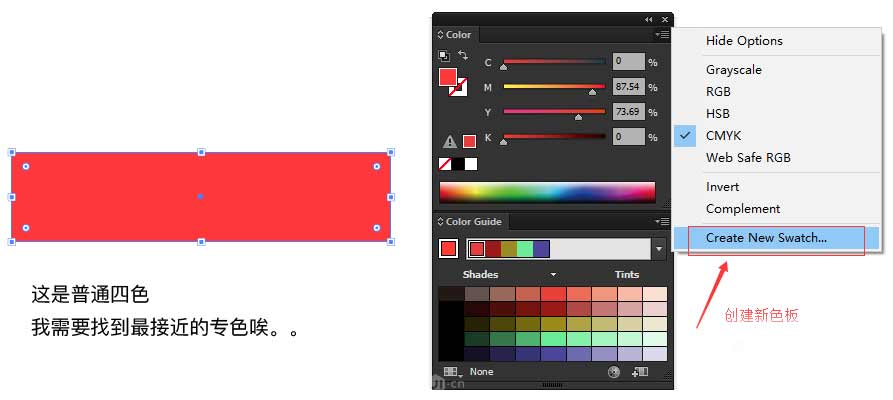 Color
C
0
%
M
87.54
%
Y
73.69
%
K
0
%
Hide Options
Grayscale
RGB
HSB
CMYK
Web Safe RGB
Invert
Complement
Create New Swatch...
创建新色板
Color Guide
Shades
Tints
None
这是普通四色
我需要找到最接近的专色唉。。